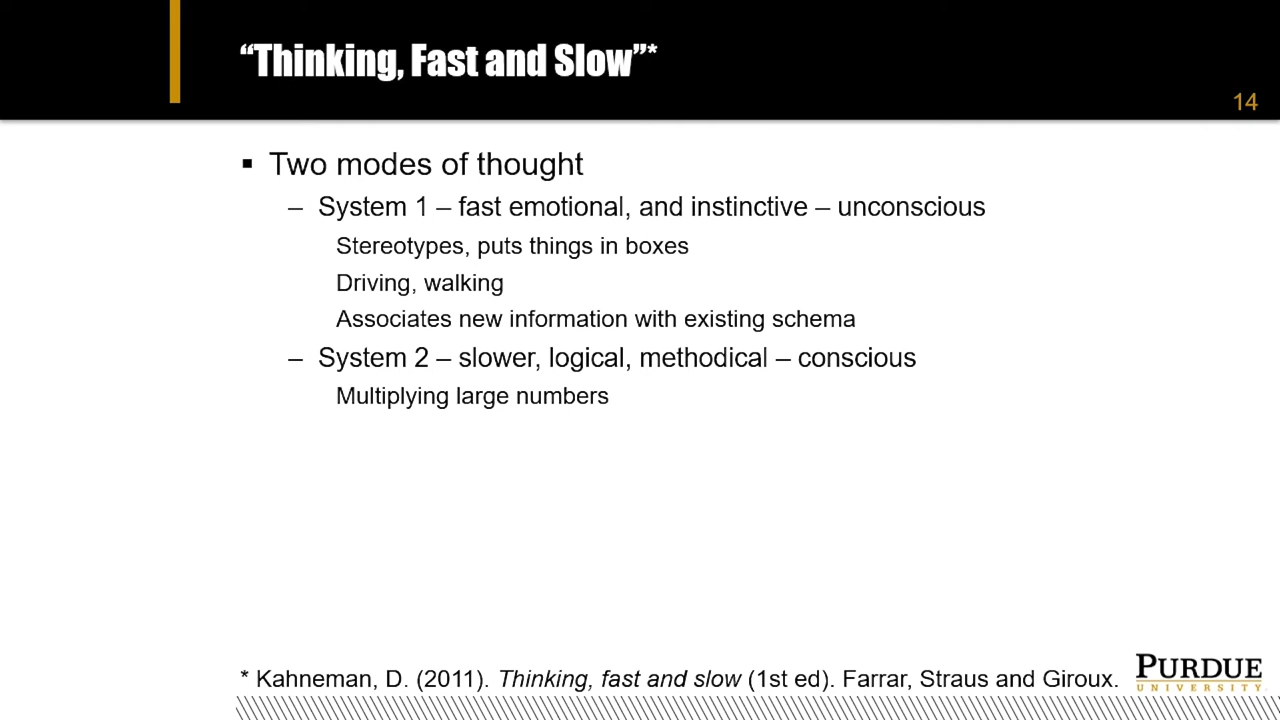 “Thinking, Fast and Slow”*
14
▪ Two modes of thought
– System 1 – fast emotional, and instinctive – unconscious
Stereotypes, puts things in boxes
Driving, walking
Associates new information with existing schema
– System 2 – slower, logical, methodical – conscious
Multiplying large numbers
* Kahneman, D. (2011). Thinking, fast and slow (1st ed). Farrar, Straus and Giroux.
PURDUE
UNIVERSITY